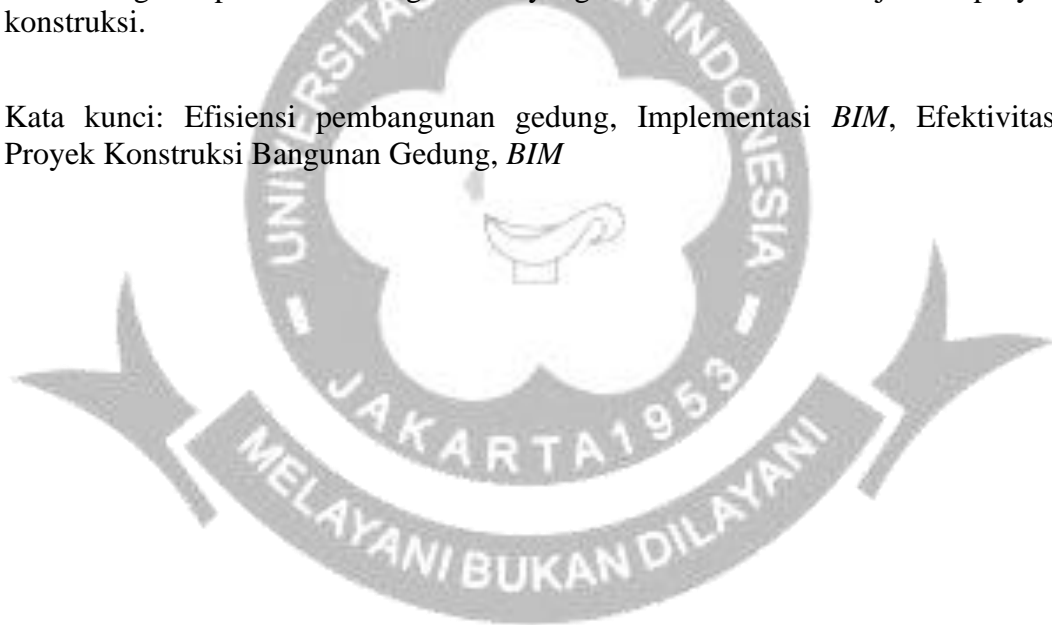 konstruksi.
Kata kunci: Efisiensi pembangunan gedung, Implementasi BIM, Efektivitas
Proyek Konstruksi Bangunan Gedung, BIM
UNIVERSITAS INDONESIA
JAKARTA 1953
MELAYANI BUKAN DILAYANI